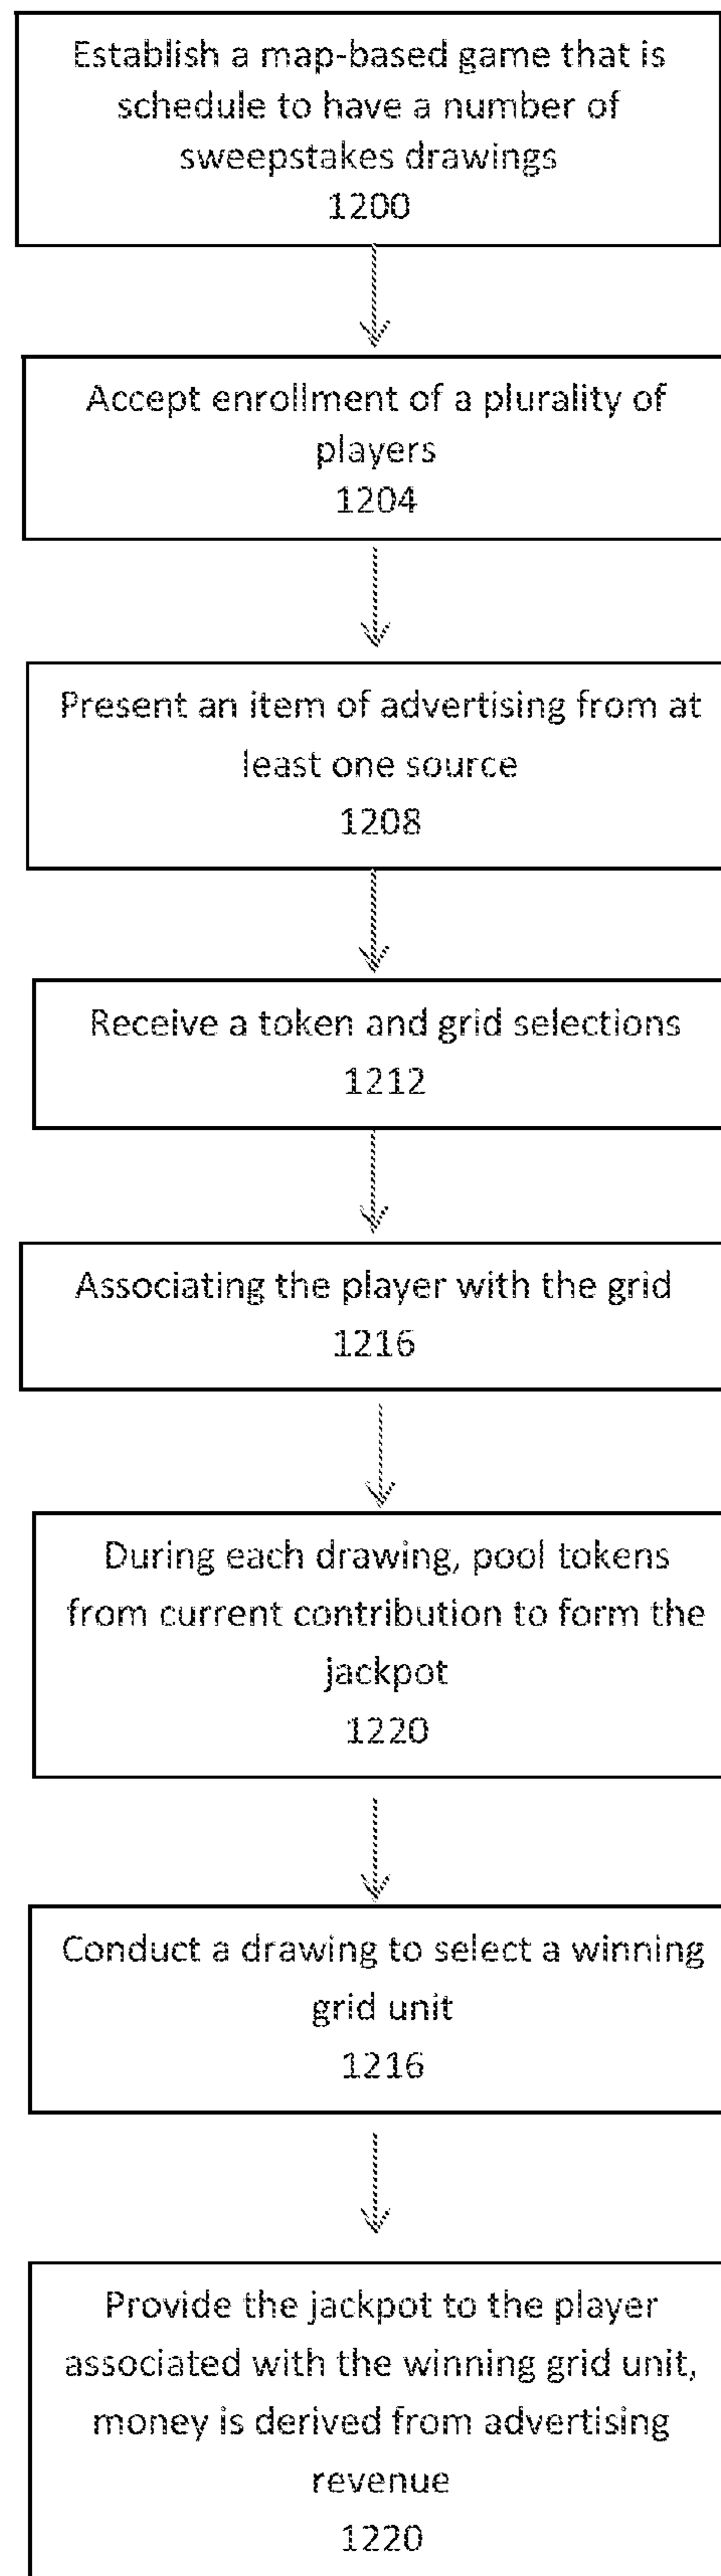 Establish a map-based game that is
schedule to have a number of
sweepstakes drawings
1200
Accept enrollment of a plurality of
players
1204
Present an item of advertising from at
least one source
1208
Receive a token and grid selections
1212
Associating the player with the grid
1216
During each drawing, pool tokens
from current contribution to form the
jackpot
1220
Conduct a drawing to select a winning
grid unit
1216
Provide the jackpot to the player
associated with the winning grid unit,
money is derived from advertising
revenue
1220